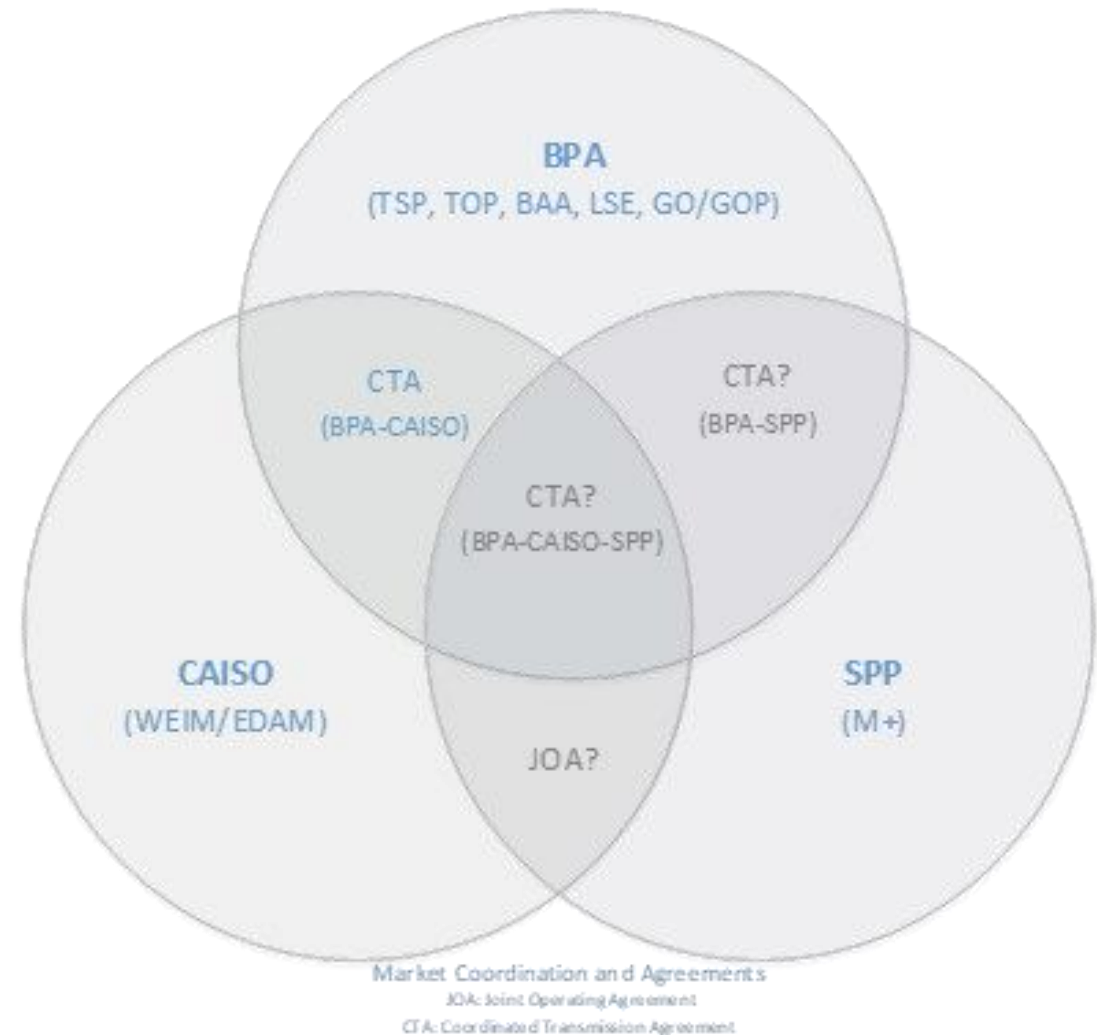 BPA
(TSP, TOP, BAA, LSE, GO/GOP)
CTA
(BPA-CAISO)
CTA?
(BPA-SPP)
CTA?
(BPA-CAISO-SPP)
CAISO
(WEIM/EDAM)
SPP
(M+)
JOA?
Market Coordination and Agreements
JOA: Joint Operating Agreement
CTA: Coordinated Transmission Agreement